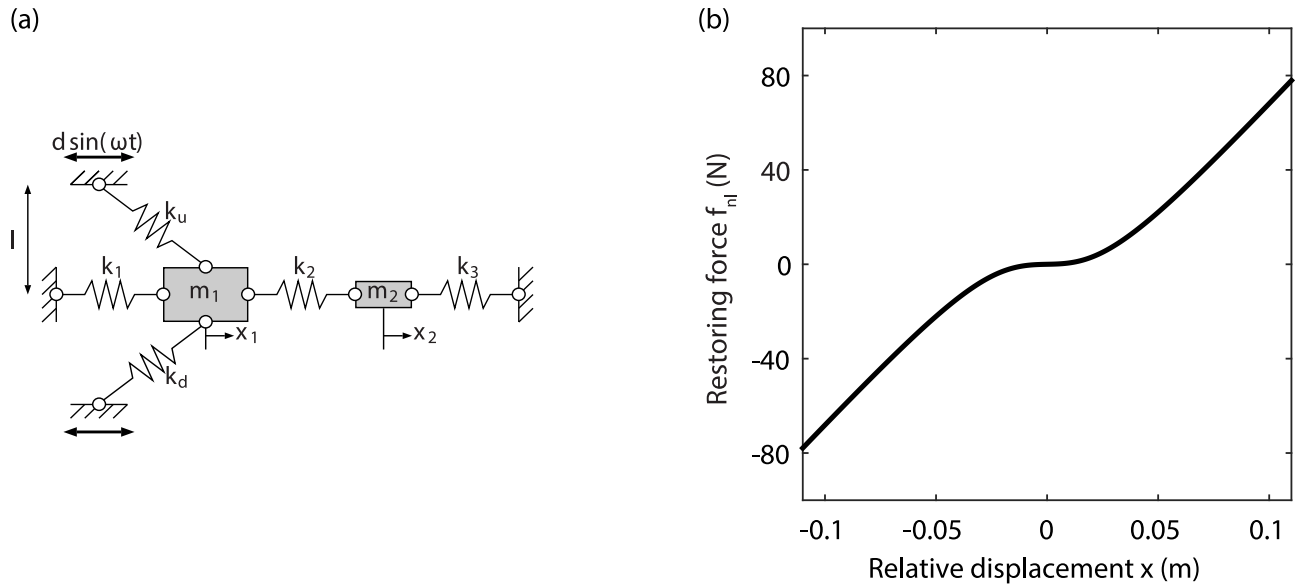 (a)
d sin(ωt)
l
k_u
k_1
k_2
k_3
m_1
m_2
x_1
x_2
k_d
(b)
Restoring force f_nl (N)
80
40
0
-40
-80
-0.1
-0.05
0
0.05
0.1
Relative displacement x (m)